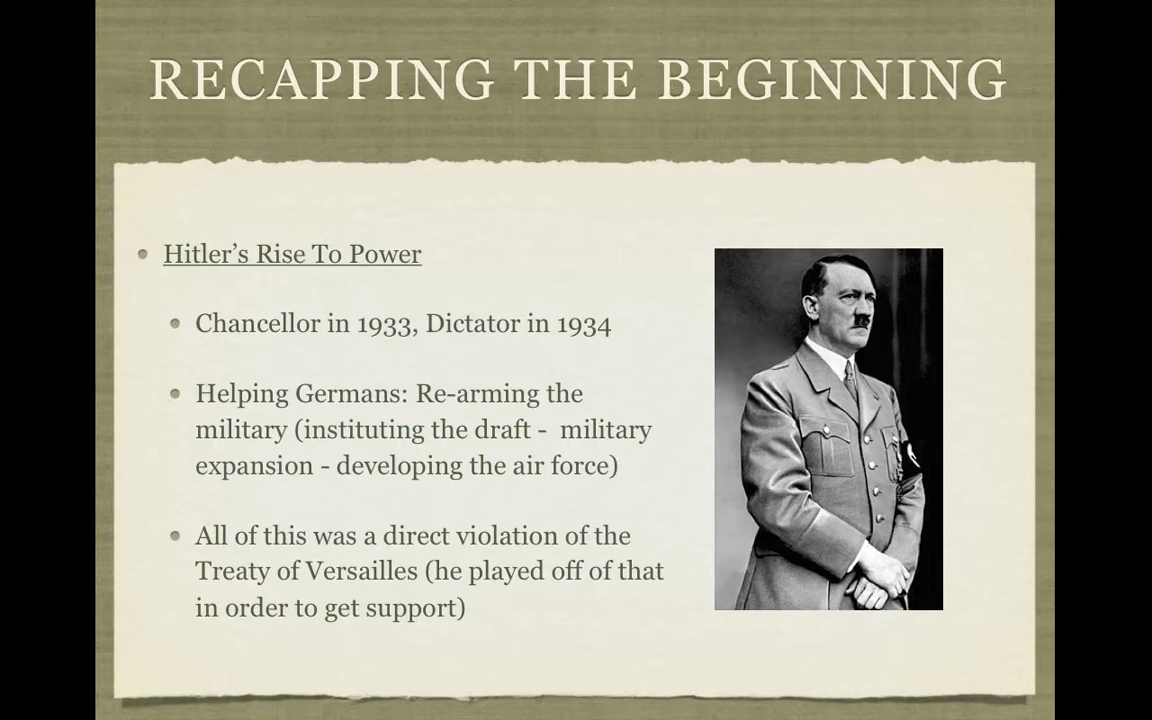 RECAPPING THE BEGINNING
Hitler’s Rise To Power
Chancellor in 1933, Dictator in 1934
Helping Germans: Re-arming the
military (instituting the draft -  military
expansion - developing the air force)
All of this was a direct violation of the
Treaty of Versailles (he played off of that
in order to get support)